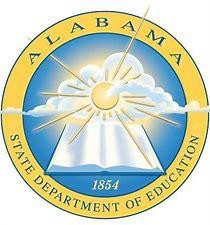 ALABAMA
1854
STATE DEPARTMENT OF EDUCATION